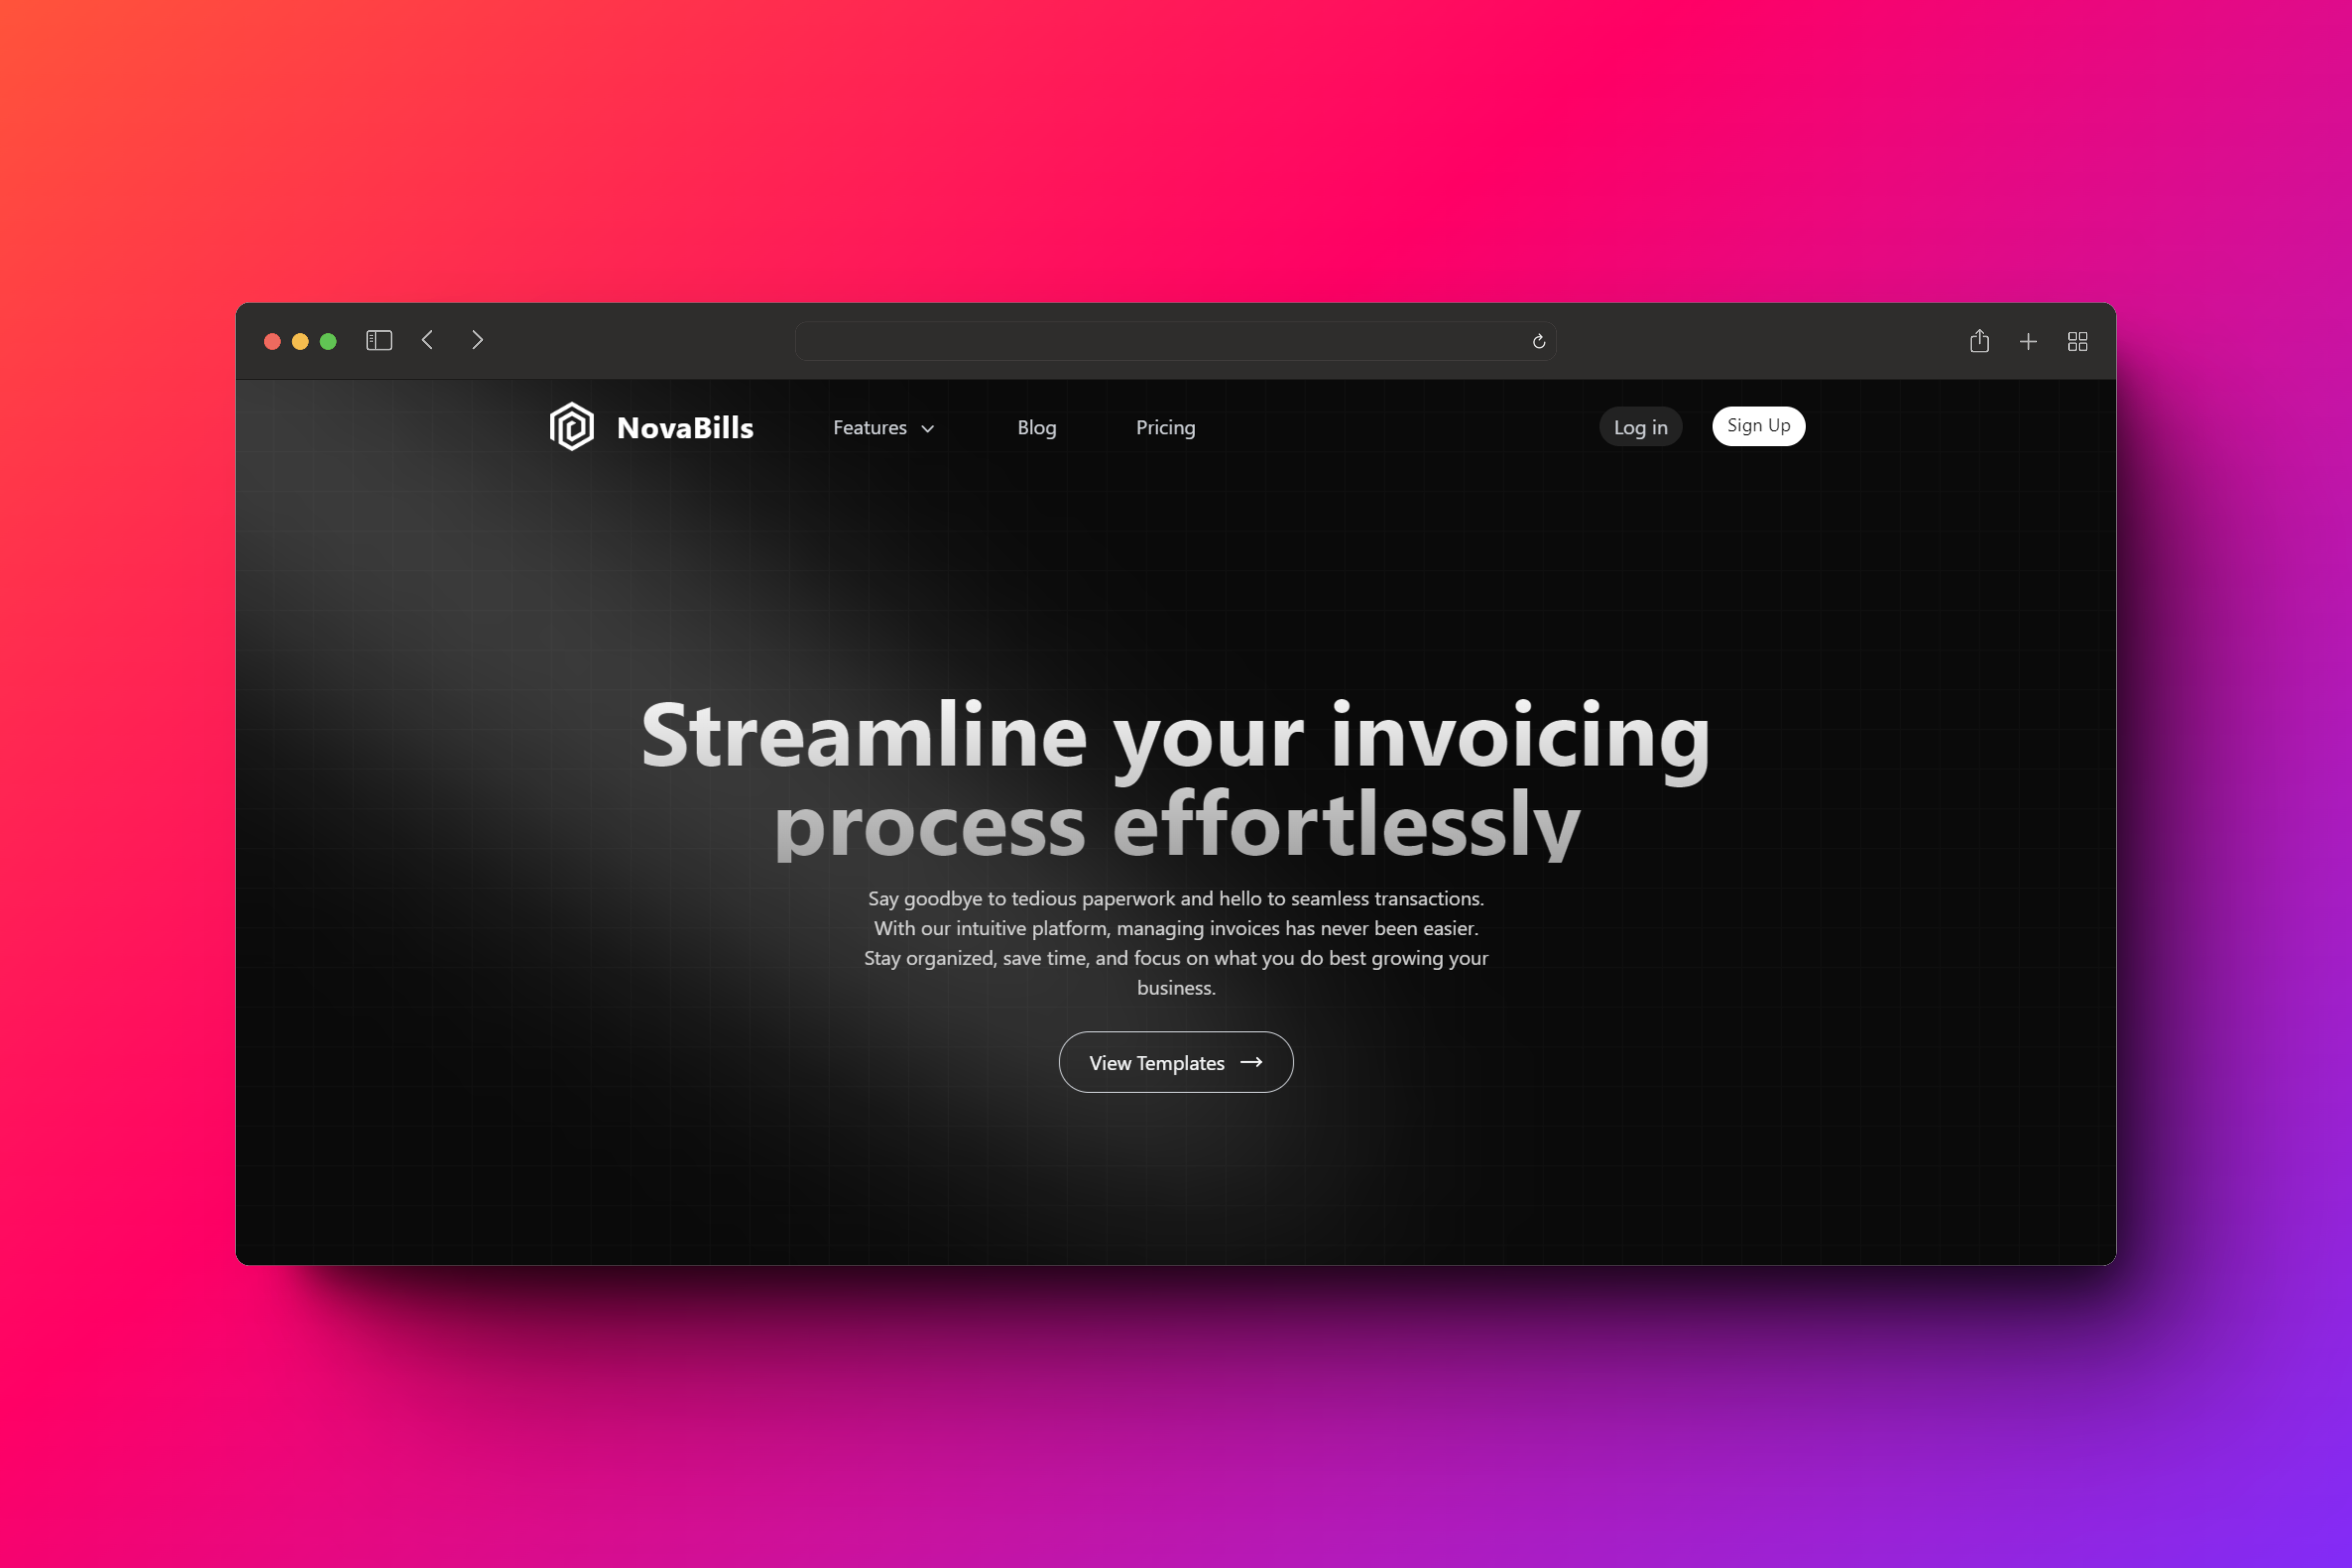 NovaBills
Features
Blog
Pricing
Log in
Sign Up
Streamline your invoicing
process effortlessly
Say goodbye to tedious paperwork and hello to seamless transactions.
With our intuitive platform, managing invoices has never been easier.
Stay organized, save time, and focus on what you do best growing your
business.
View Templates